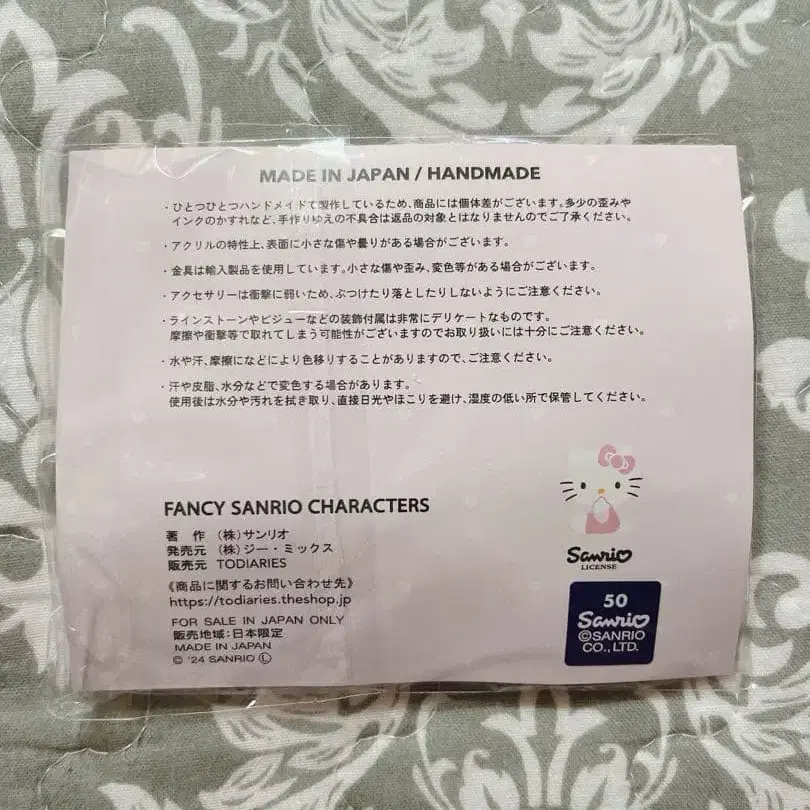 MADE IN JAPAN / HANDMADE
・ひとつひとつハンドメイドで製作しているため、商品には個体差がございます。多少の歪みや
インクのかすれなど、手作りゆえの不具合は返品の対象とはなりませんのでご了承ください。
・アクリルの特性上、表面に小さな傷や曇りがある場合がございます。
・金具は輸入製品を使用しています。小さな傷や歪み、変色等がある場合がございます。
・アクセサリーは衝撃に弱いため、ぶつけたり落としたりしないようにご注意ください。
・ラインストーンやビジューなどの装飾付属は非常にデリケートなものです。
摩擦や衝撃等で取れてしまう可能性がございますのでお取り扱いには十分にご注意ください。
・水や汗、摩擦になどにより色移りすることがありますので、ご注意ください。
・汗や皮脂、水分などで変色する場合があります。
使用後は水分や汚れを拭き取り、直接日光やほこりを避け、湿度の低い所で保管してください。
FANCY SANRIO CHARACTERS
著 作 (株)サンリオ
発売元 (株)ジー・ミックス
販売元 TODIARIES
《商品に関するお問い合わせ先》
https://todiaries.theshop.jp
FOR SALE IN JAPAN ONLY
販売地域:日本限定
MADE IN JAPAN
© '24 SANRIO Ⓛ
Sanrio
LICENSE
50
Sanrio
©SANRIO
CO., LTD.